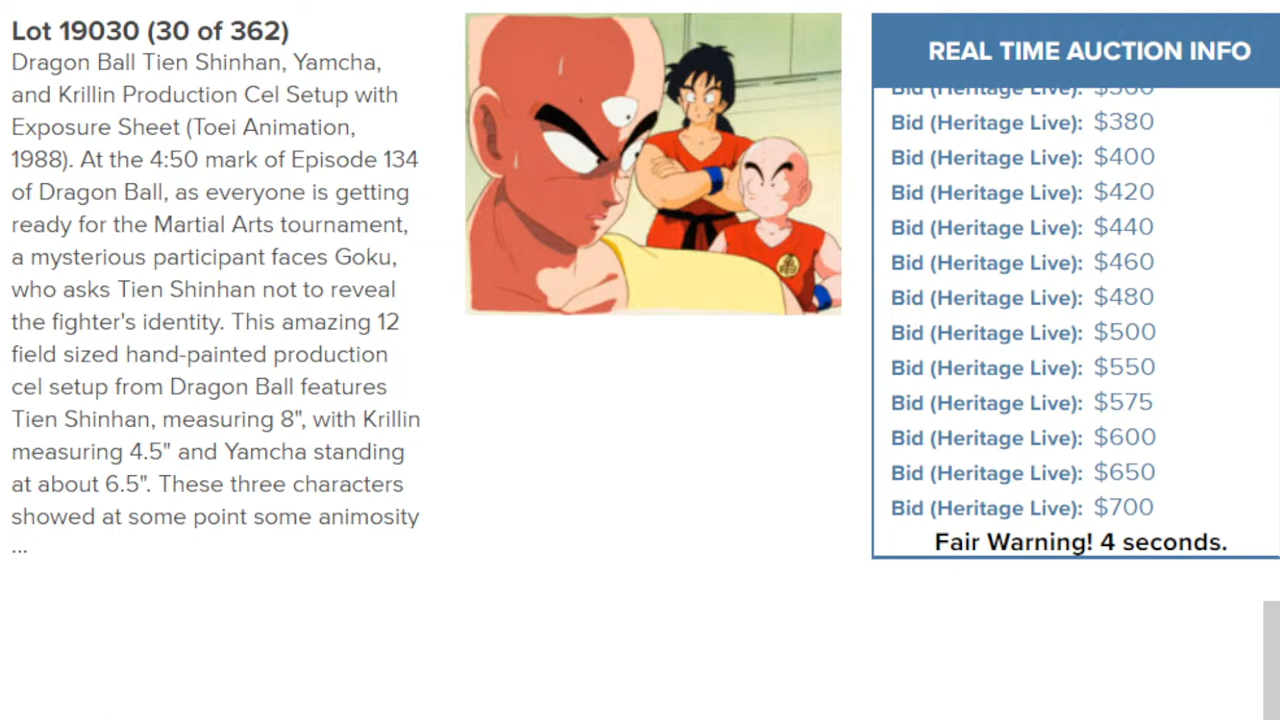 Lot 19030 (30 of 362)
Dragon Ball Tien Shinhan, Yamcha,
and Krillin Production Cel Setup with
Exposure Sheet (Toei Animation,
1988). At the 4:50 mark of Episode 134
of Dragon Ball, as everyone is getting
ready for the Martial Arts tournament,
a mysterious participant faces Goku,
who asks Tien Shinhan not to reveal
the fighter's identity. This amazing 12
field sized hand-painted production
cel setup from Dragon Ball features
Tien Shinhan, measuring 8", with Krillin
measuring 4.5" and Yamcha standing
at about 6.5". These three characters
showed at some point some animosity
...
亀
REAL TIME AUCTION INFO
Bid (Heritage Live): $360
Bid (Heritage Live): $380
Bid (Heritage Live): $400
Bid (Heritage Live): $420
Bid (Heritage Live): $440
Bid (Heritage Live): $460
Bid (Heritage Live): $480
Bid (Heritage Live): $500
Bid (Heritage Live): $550
Bid (Heritage Live): $575
Bid (Heritage Live): $600
Bid (Heritage Live): $650
Bid (Heritage Live): $700
Fair Warning! 4 seconds.